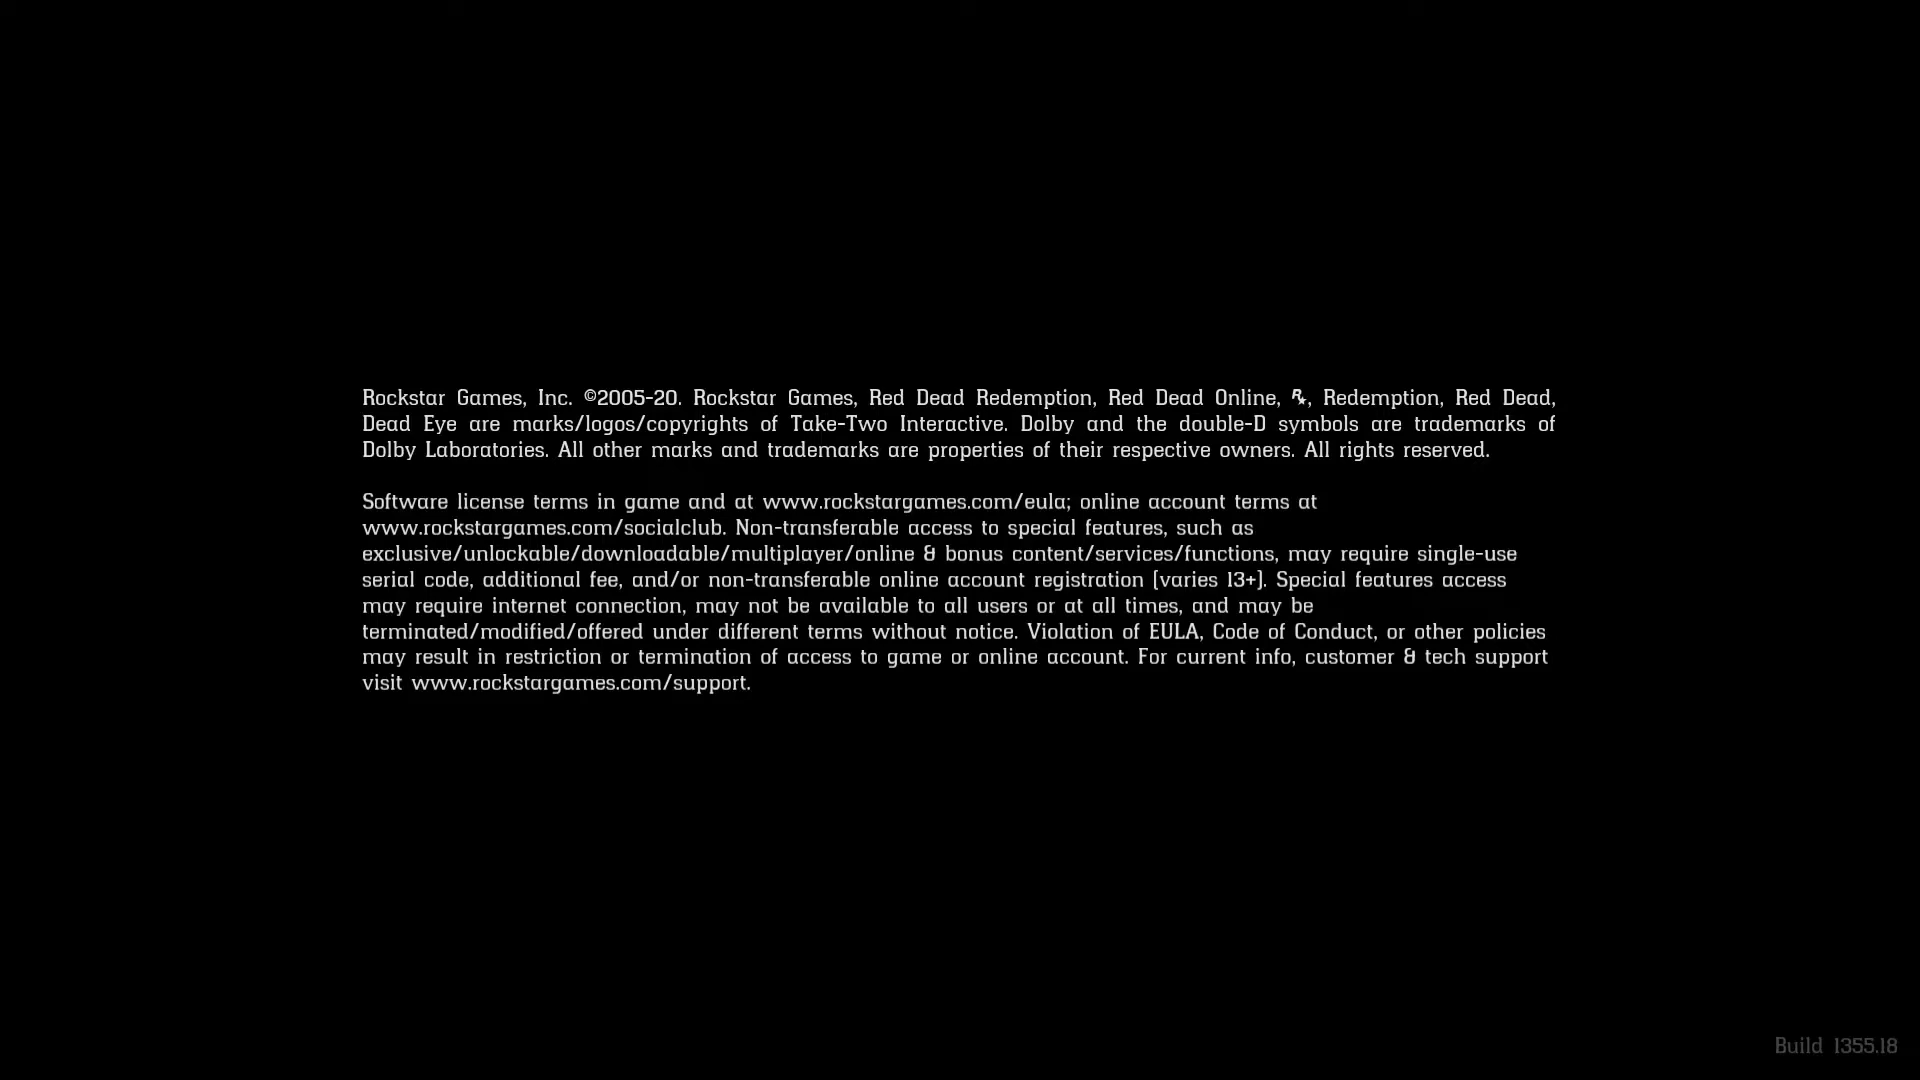 Rockstar Games, Inc. ©2005-20. Rockstar Games, Red Dead Redemption, Red Dead Online, R★, Redemption, Red Dead,
Dead Eye are marks/logos/copyrights of Take-Two Interactive. Dolby and the double-D symbols are trademarks of
Dolby Laboratories. All other marks and trademarks are properties of their respective owners. All rights reserved.
Software license terms in game and at www.rockstargames.com/eula; online account terms at
www.rockstargames.com/socialclub. Non-transferable access to special features, such as
exclusive/unlockable/downloadable/multiplayer/online & bonus content/services/functions, may require single-use
serial code, additional fee, and/or non-transferable online account registration (varies 13+). Special features access
may require internet connection, may not be available to all users or at all times, and may be
terminated/modified/offered under different terms without notice. Violation of EULA, Code of Conduct, or other policies
may result in restriction or termination of access to game or online account. For current info, customer & tech support
visit www.rockstargames.com/support.
Build 1355.18